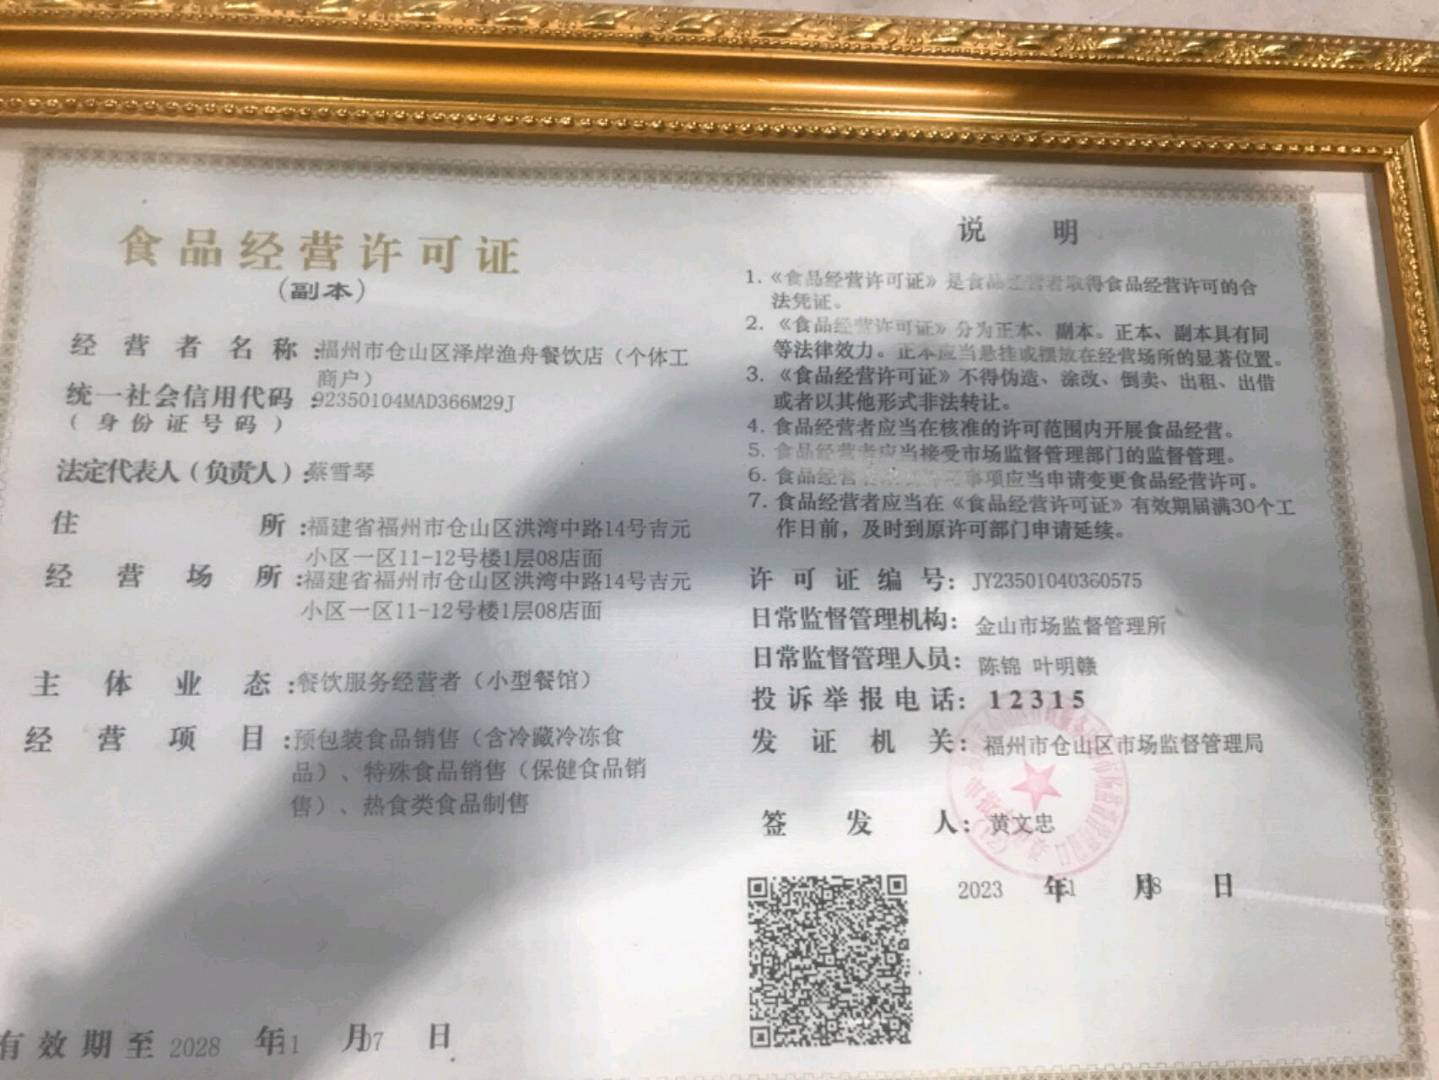 食品经营许可证
（副本）
经营者名称：福州市仓山区泽岸渔舟餐饮店（个体工
商户）
统一社会信用代码：92350104MAD366M29J
（身份证号码）
法定代表人（负责人）：蔡雪琴
住所：福建省福州市仓山区洪湾中路14号吉元
小区一区11-12号楼1层08店面
经营场所：福建省福州市仓山区洪湾中路14号吉元
小区一区11-12号楼1层08店面
主体业态：餐饮服务经营者（小型餐馆）
经营项目：预包装食品销售（含冷藏冷冻食
品）、特殊食品销售（保健食品销
售）、热食类食品制售
有效期至 2028 年 11 月 07 日
说明
1.《食品经营许可证》是食品经营者取得食品经营许可的合
法凭证。
2.《食品经营许可证》分为正本、副本。正本、副本具有同
等法律效力。正本应当悬挂或摆放在经营场所的显著位置。
3.《食品经营许可证》不得伪造、涂改、倒卖、出租、出借
或者以其他形式非法转让。
4.食品经营者应当在核准的许可范围内开展食品经营。
5.食品经营者应当接受市场监督管理部门的监督管理。
6.食品经营 事项应当申请变更食品经营许可。
7.食品经营者应当在《食品经营许可证》有效期届满30个工
作日前，及时到原许可部门申请延续。
许可证编号：JY23501040360575
日常监督管理机构：金山市场监督管理所
日常监督管理人员：陈锦 叶明赣
投诉举报电话：12315
发证机关：福州市仓山区市场监督管理局
签发人：黄文忠
2023 年 11 月 08 日